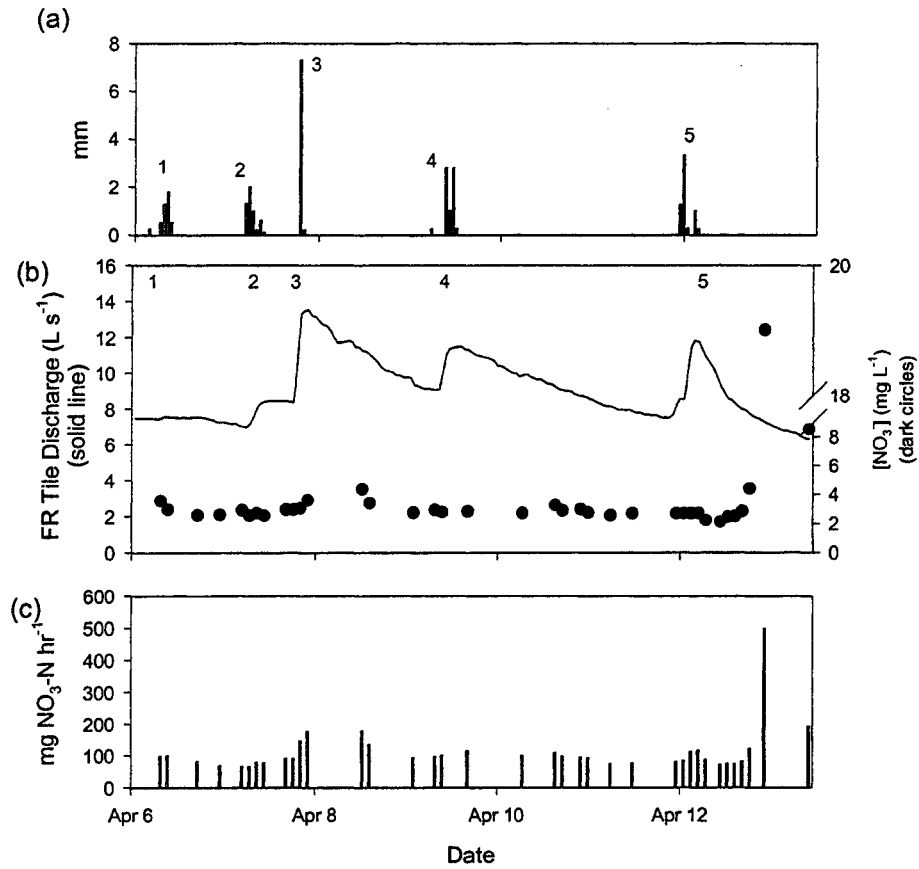 (a)
8
6
4
2
0
mm
1
2
3
4
5
(b)
16
14
12
10
8
6
4
2
0
FR Tile Discharge (L s⁻¹)
(solid line)
1
2
3
4
5
20
18
8
6
4
2
0
[NO₃] (mg L⁻¹)
(dark circles)
(c)
600
500
400
300
200
100
0
mg NO₃-N hr⁻¹
Apr 6
Apr 8
Apr 10
Apr 12
Date